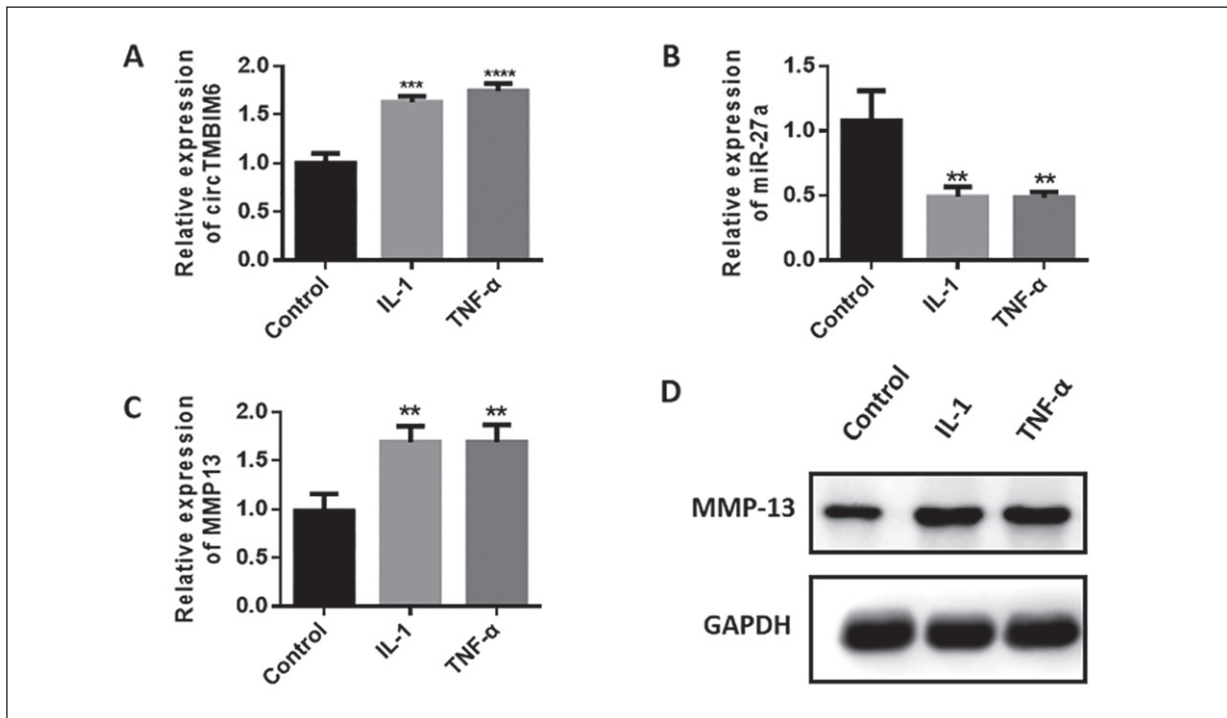 A
Relative expression
of circTMBIM6
2.0
1.5
1.0
0.5
0.0
***
****
Control
IL-1
TNF-α
B
Relative expression
of miR-27a
1.5
1.0
0.5
0.0
**
**
Control
IL-1
TNF-α
C
Relative expression
of MMP13
2.0
1.5
1.0
0.5
0.0
**
**
Control
IL-1
TNF-α
D
Control
IL-1
TNF-α
MMP-13
GAPDH